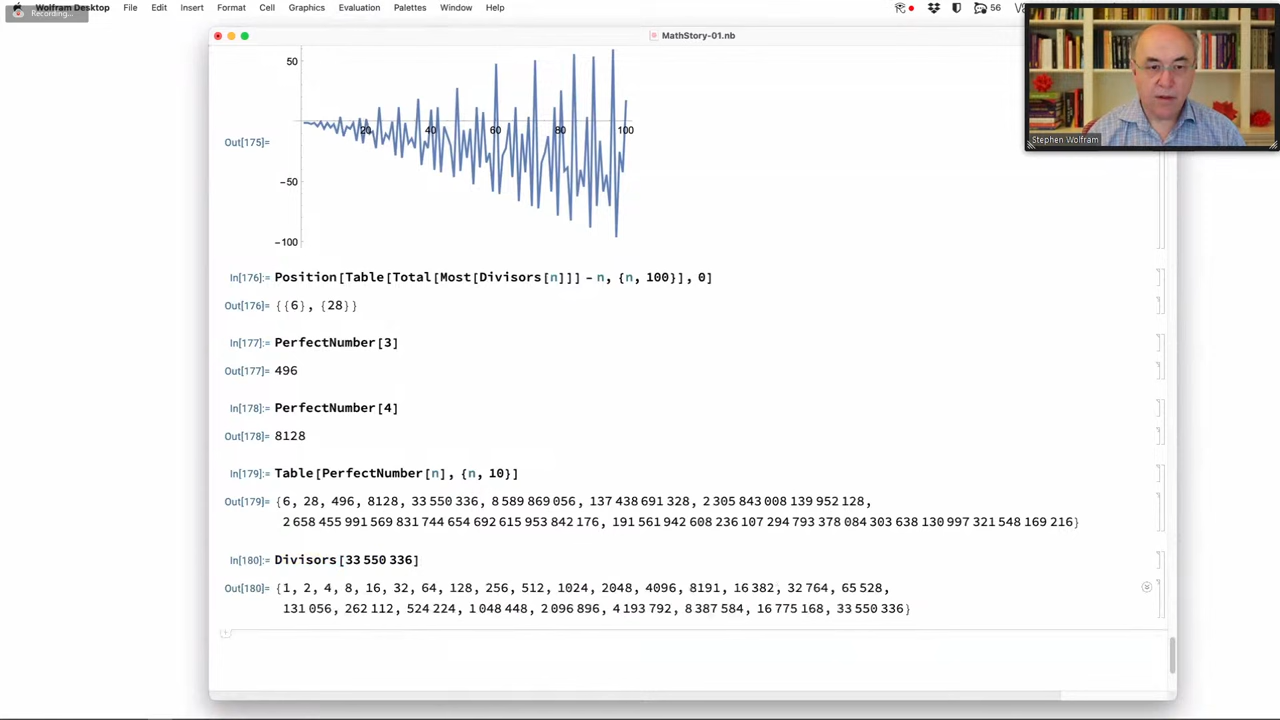 Wolfram Desktop File Edit Insert Format Cell Graphics Evaluation Palettes Window Help 56
Recording...
MathStory-01.nb
Stephen Wolfram
50
20 40 60 80 100
Out[175]=
-50
-100
In[176]:= Position[Table[Total[Most[Divisors[n]]] - n, {n, 100}], 0]
Out[176]= {{6}, {28}}
In[177]:= PerfectNumber[3]
Out[177]= 496
In[178]:= PerfectNumber[4]
Out[178]= 8128
In[179]:= Table[PerfectNumber[n], {n, 10}]
Out[179]= {6, 28, 496, 8128, 33 550 336, 8 589 869 056, 137 438 691 328, 2 305 843 008 139 952 128,
2 658 455 991 569 831 744 654 692 615 953 842 176, 191 561 942 608 236 107 294 793 378 084 303 638 130 997 321 548 169 216}
In[180]:= Divisors[33 550 336]
Out[180]= {1, 2, 4, 8, 16, 32, 64, 128, 256, 512, 1024, 2048, 4096, 8191, 16 382, 32 764, 65 528,
131 056, 262 112, 524 224, 1 048 448, 2 096 896, 4 193 792, 8 387 584, 16 775 168, 33 550 336}